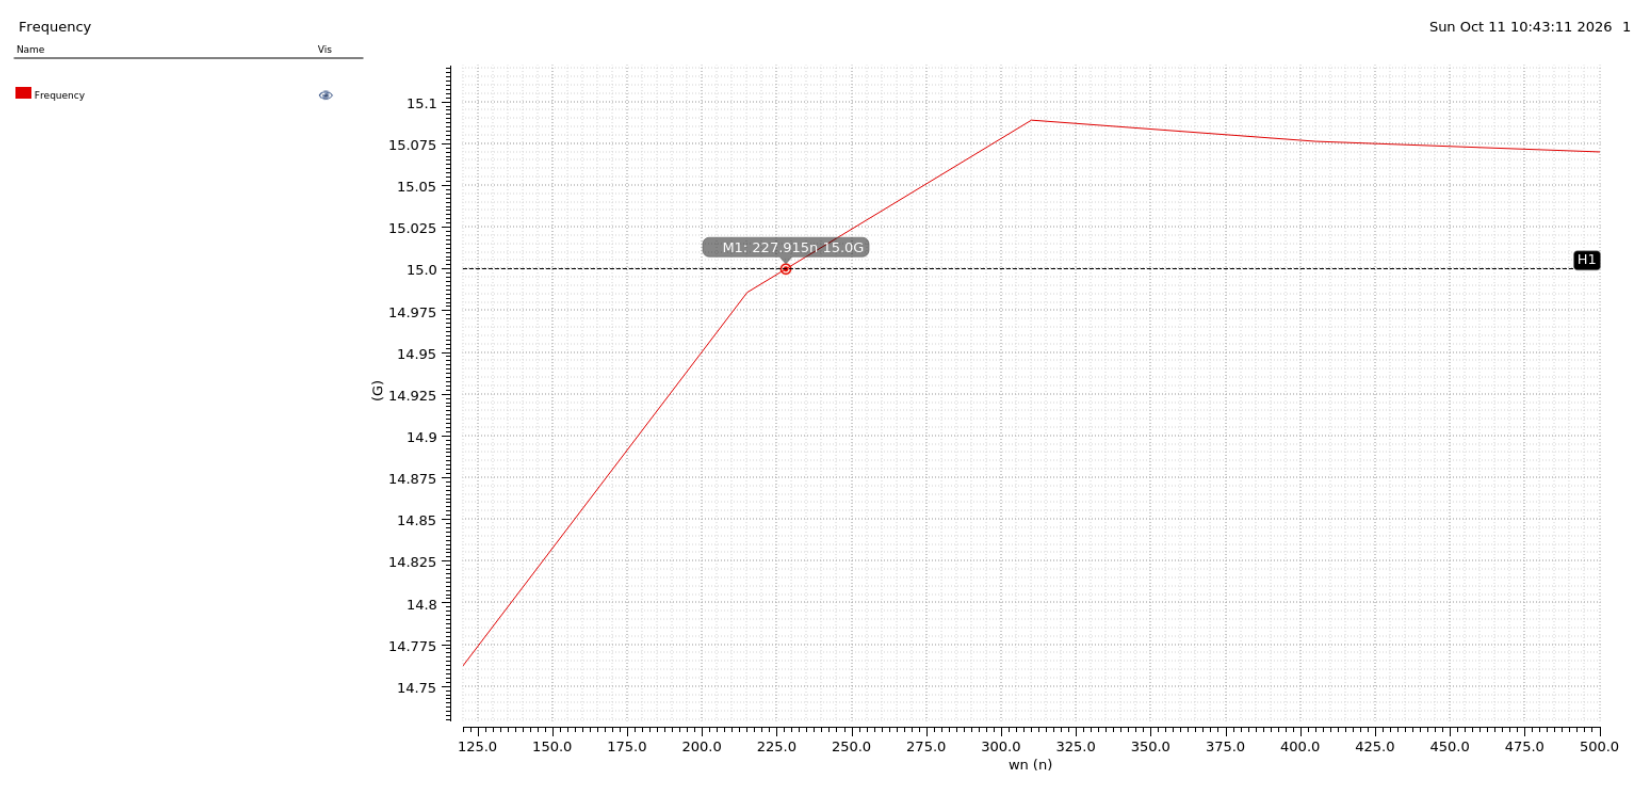 Frequency
Sun Oct 11 10:43:11 2026 1
Name Vis
Frequency
15.1
15.075
15.05
15.025
M1: 227.915n 15.0G
H1
15.0
14.975
14.95
14.925
(G)
14.9
14.875
14.85
14.825
14.8
14.775
14.75
125.0 150.0 175.0 200.0 225.0 250.0 275.0 300.0 325.0 350.0 375.0 400.0 425.0 450.0 475.0 500.0
wn (n)